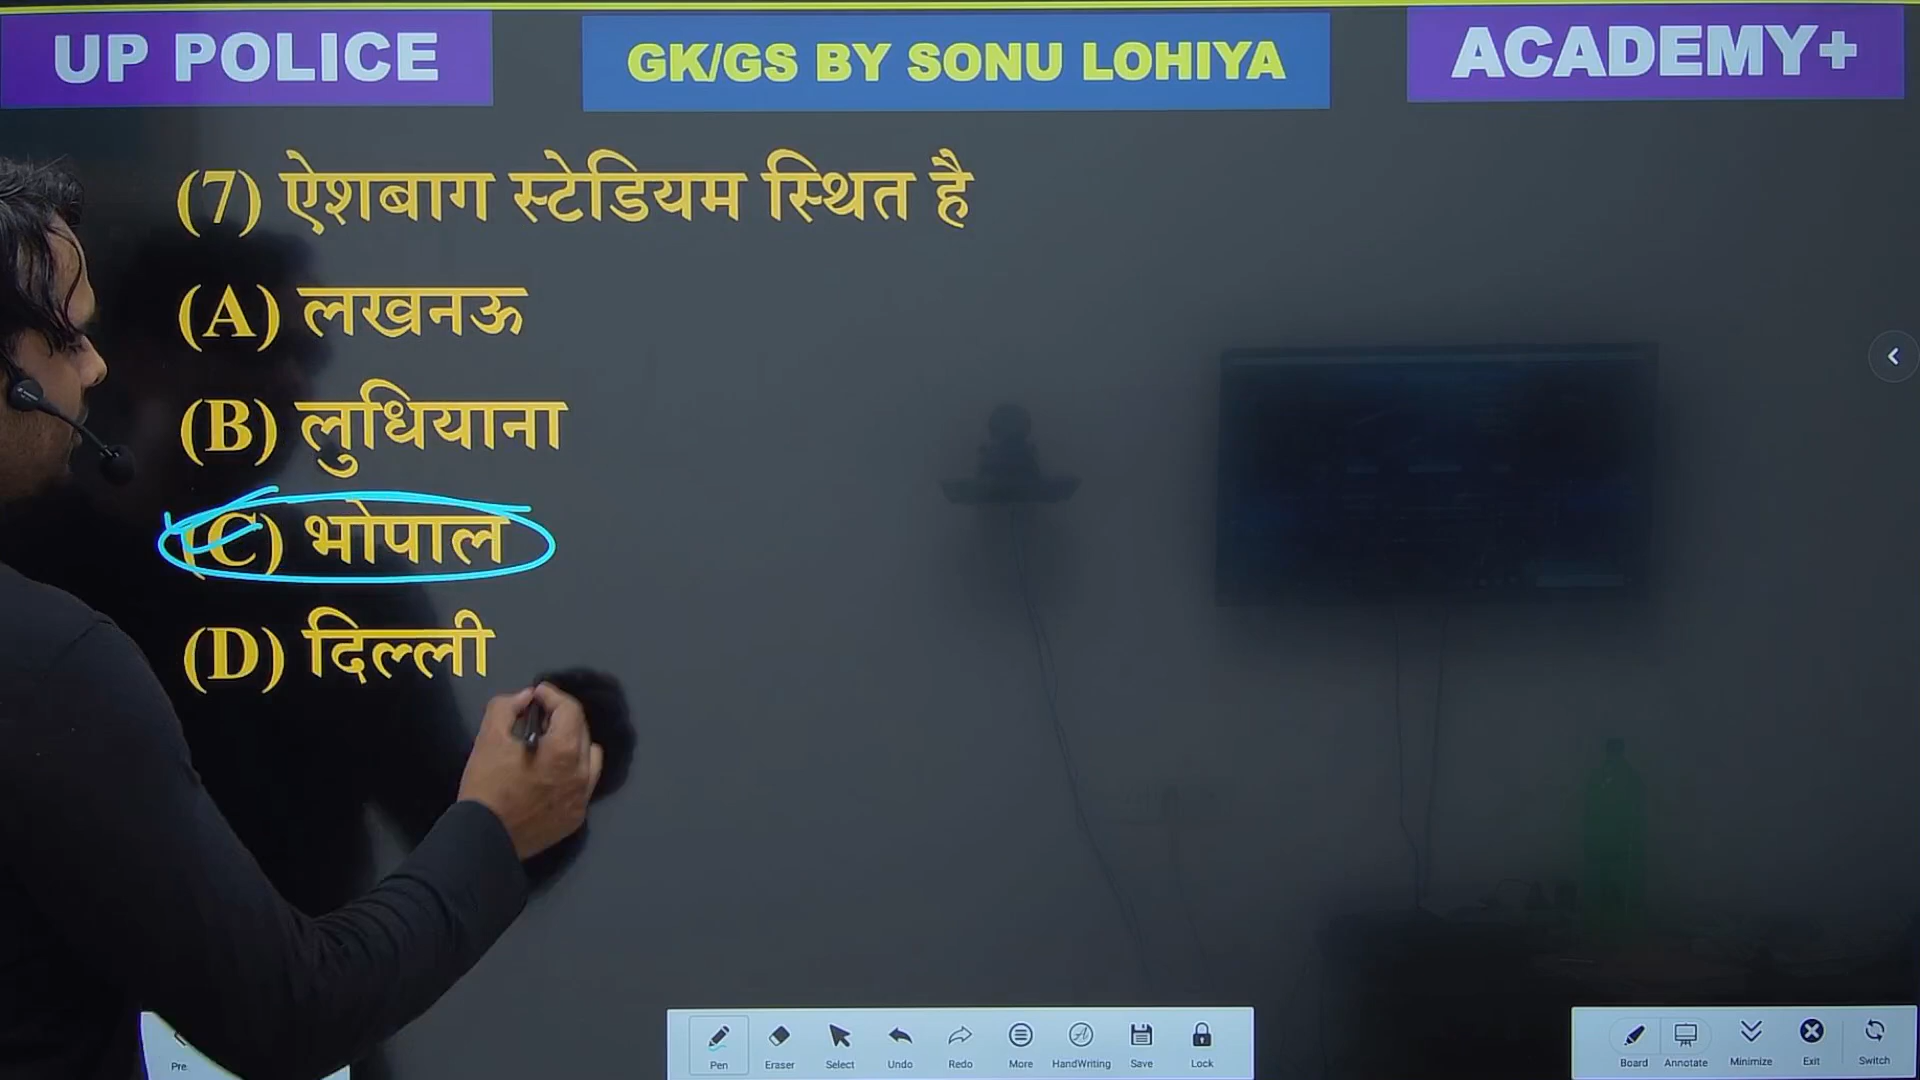 UP POLICE
GK/GS BY SONU LOHIYA
ACADEMY+
(7) ऐशबाग स्टेडियम स्थित है
(A) लखनऊ
(B) लुधियाना
(C) भोपाल
(D) दिल्ली
Pre
Pen
Eraser
Select
Undo
Redo
More
HandWriting
Save
Lock
Board
Annotate
Minimize
Exit
Switch